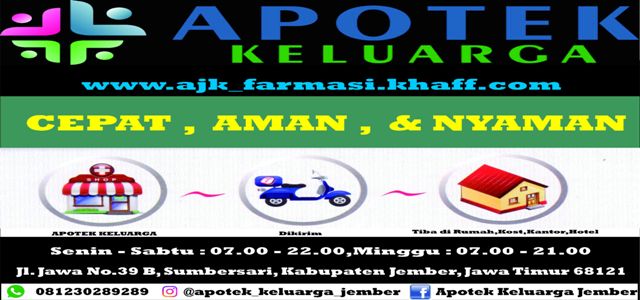 APOTEK
KELUARGA
www.ajk_farmasi.khaff.com
CEPAT , AMAN , & NYAMAN
SHOP
APOTEK KELUARGA
Dikirim
Tiba di Rumah,Kost,Kantor,Hotel
Senin - Sabtu : 07.00 - 22.00,Minggu : 07.00 - 21.00
Jl. Jawa No.39 B, Sumbersari, Kabupaten Jember, Jawa Timur 68121
081230289289 @apotek_keluarga_jember Apotek Keluarga Jember